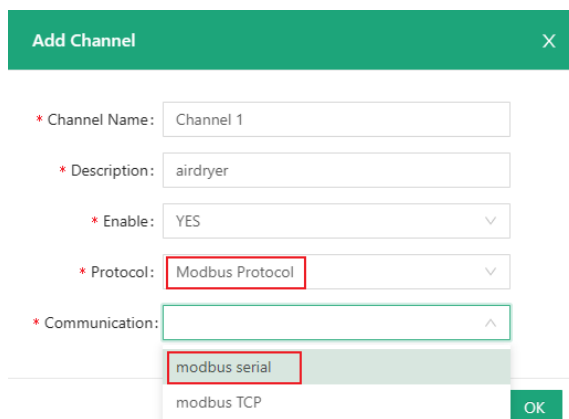 Add Channel X
* Channel Name: Channel 1
* Description: airdryer
* Enable: YES
* Protocol: Modbus Protocol
* Communication:
modbus serial
modbus TCP
OK